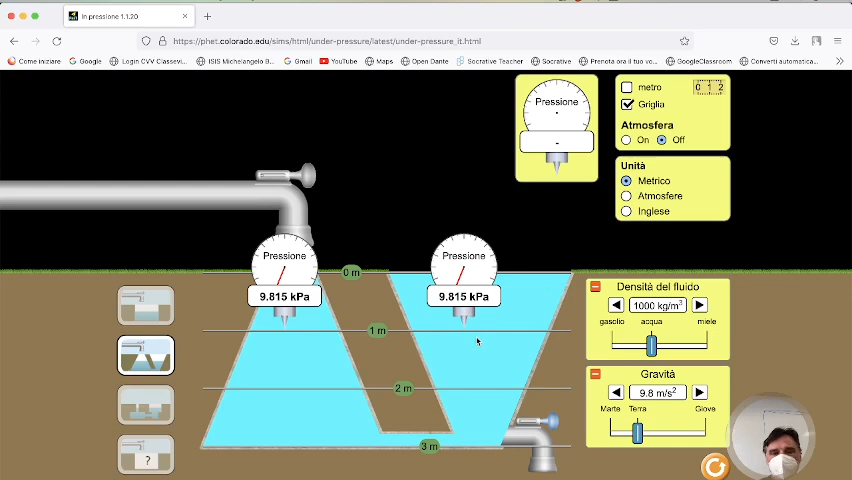 In pressione 1.1.20
https://phet.colorado.edu/sims/html/under-pressure/latest/under-pressure_it.html
Come iniziare Google Login CVV Classevi... ISIS Michelangelo B... Gmail YouTube Maps Open Dante Socrative Teacher Socrative Prenota ora il tuo v... GoogleClassroom Converti automatica...
Pressione
-
metro
0 1 2
Griglia
Atmosfera
On Off
Unità
Metrico
Atmosfere
Inglese
Pressione
9.815 kPa
Pressione
9.815 kPa
0 m
1 m
2 m
3 m
Densità del fluido
1000 kg/m³
gasolio acqua miele
Gravità
9.8 m/s²
Marte Terra Giove
?